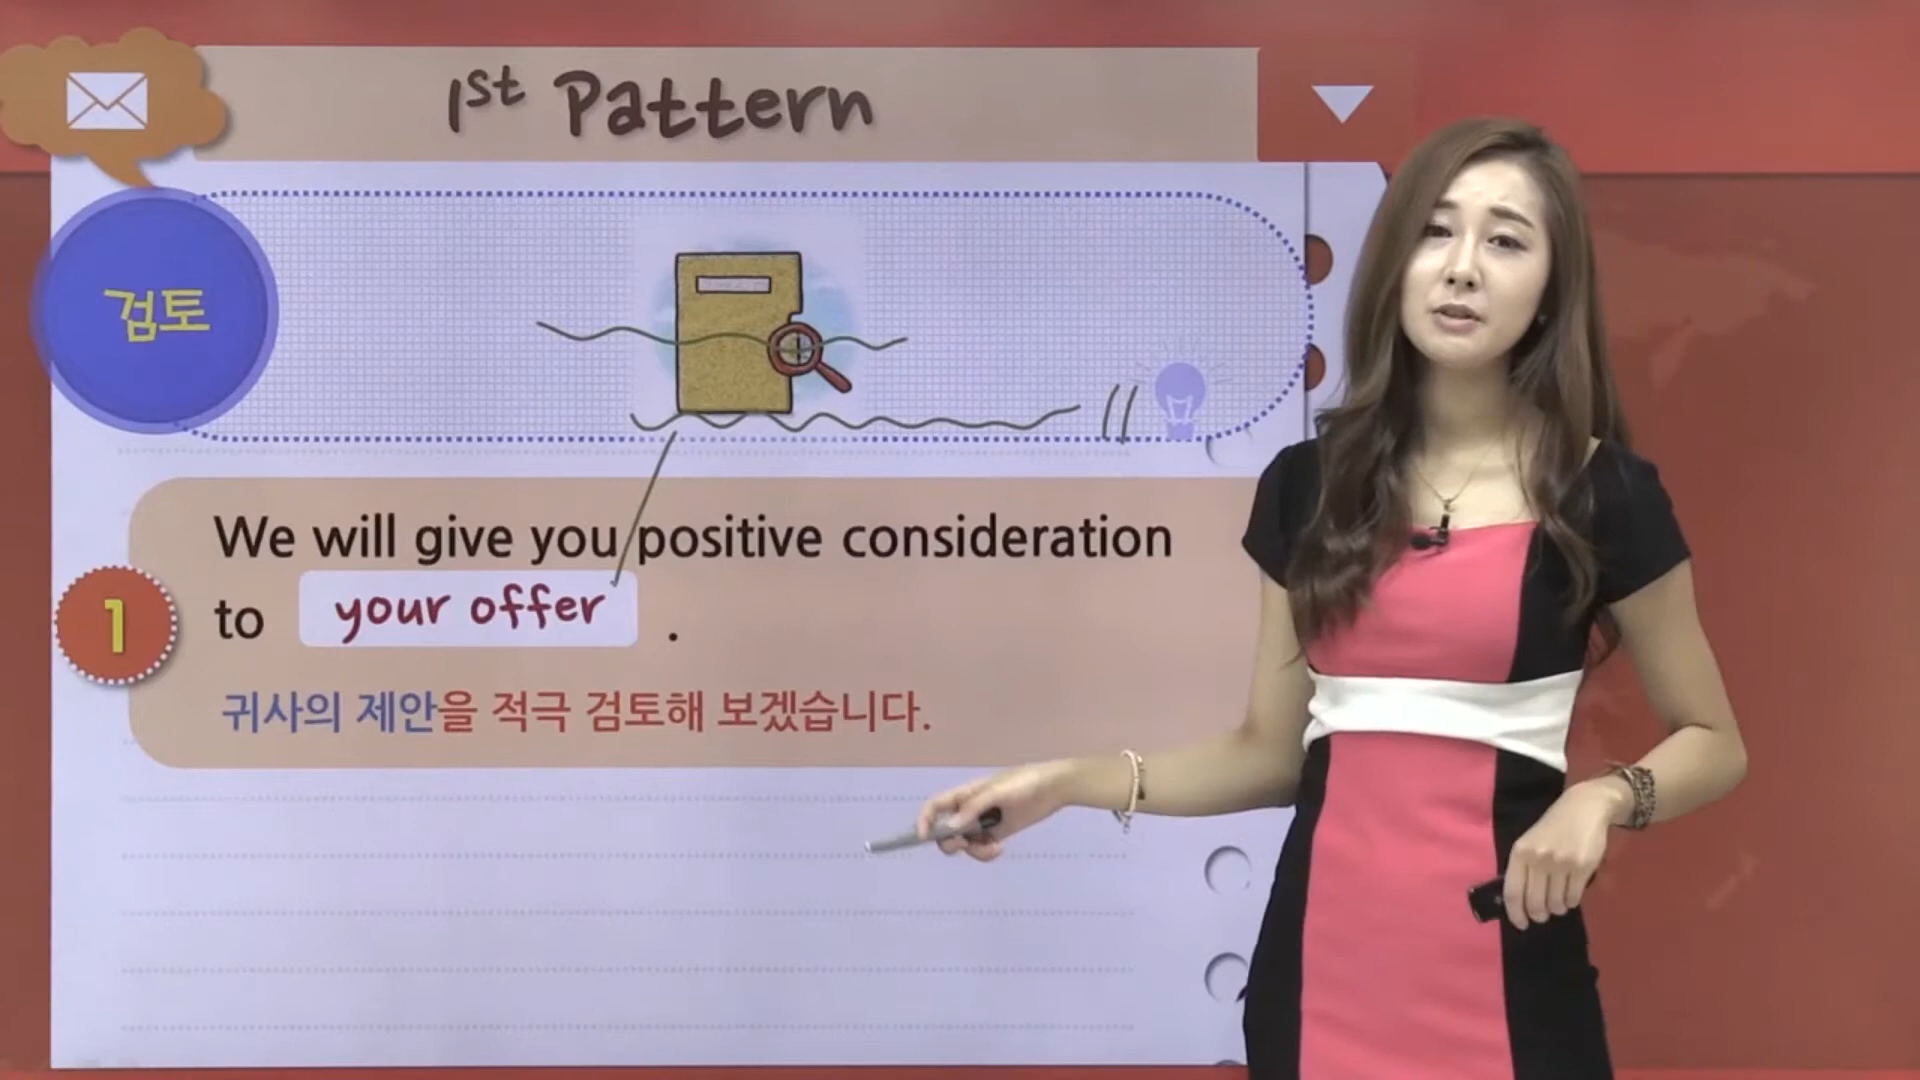 1st Pattern
검토
We will give you positive consideration
to your offer .
1
귀사의 제안을 적극 검토해 보겠습니다.